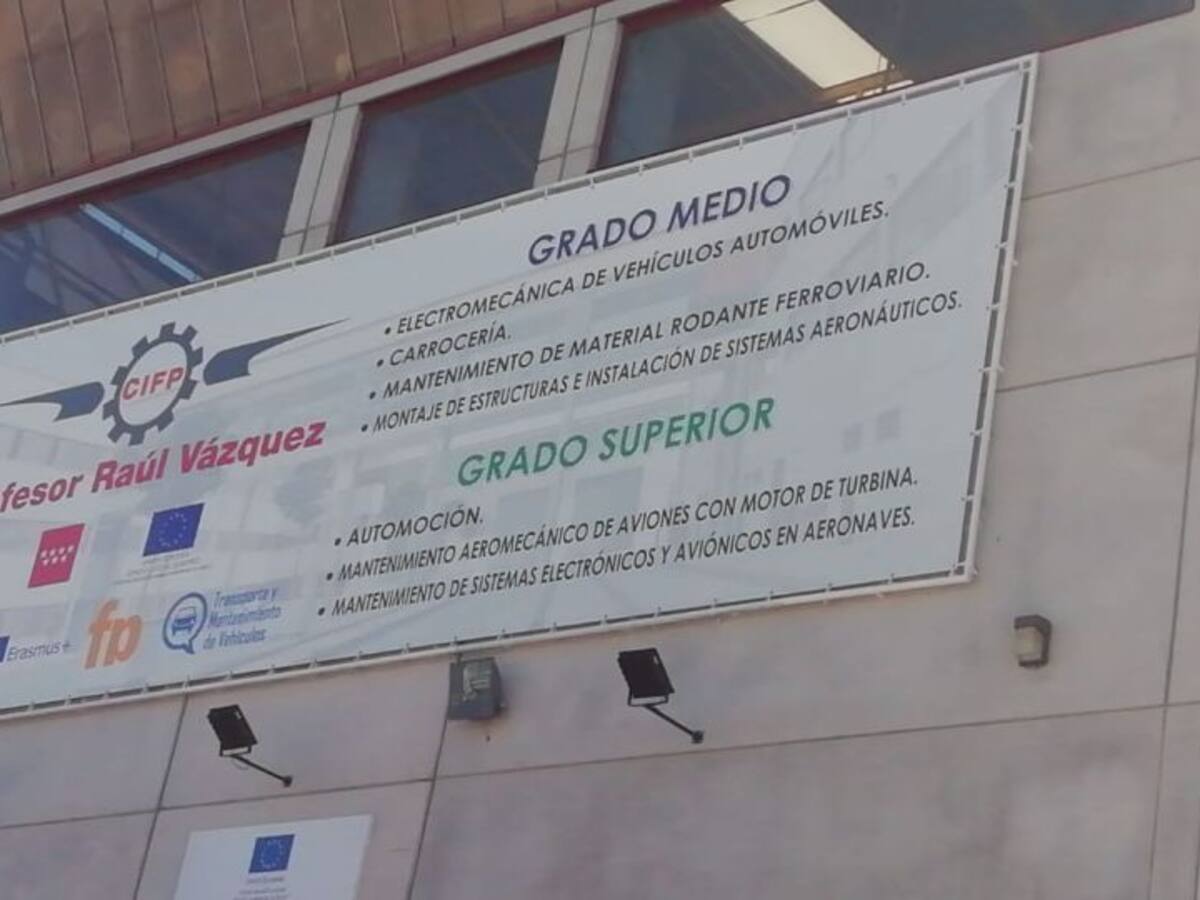 GRADO MEDIO
• ELECTROMECÁNICA DE VEHÍCULOS AUTOMÓVILES.
• CARROCERÍA.
• MANTENIMIENTO DE MATERIAL RODANTE FERROVIARIO.
• MONTAJE DE ESTRUCTURAS E INSTALACIÓN DE SISTEMAS AERONÁUTICOS.
GRADO SUPERIOR
• AUTOMOCIÓN.
• MANTENIMIENTO AEROMECÁNICO DE AVIONES CON MOTOR DE TURBINA.
• MANTENIMIENTO DE SISTEMAS ELECTRÓNICOS Y AVIÓNICOS EN AERONAVES.
CIFP
fesor Raúl Vázquez
Erasmus+
fp
Transporte y
Mantenimiento
de Vehículos